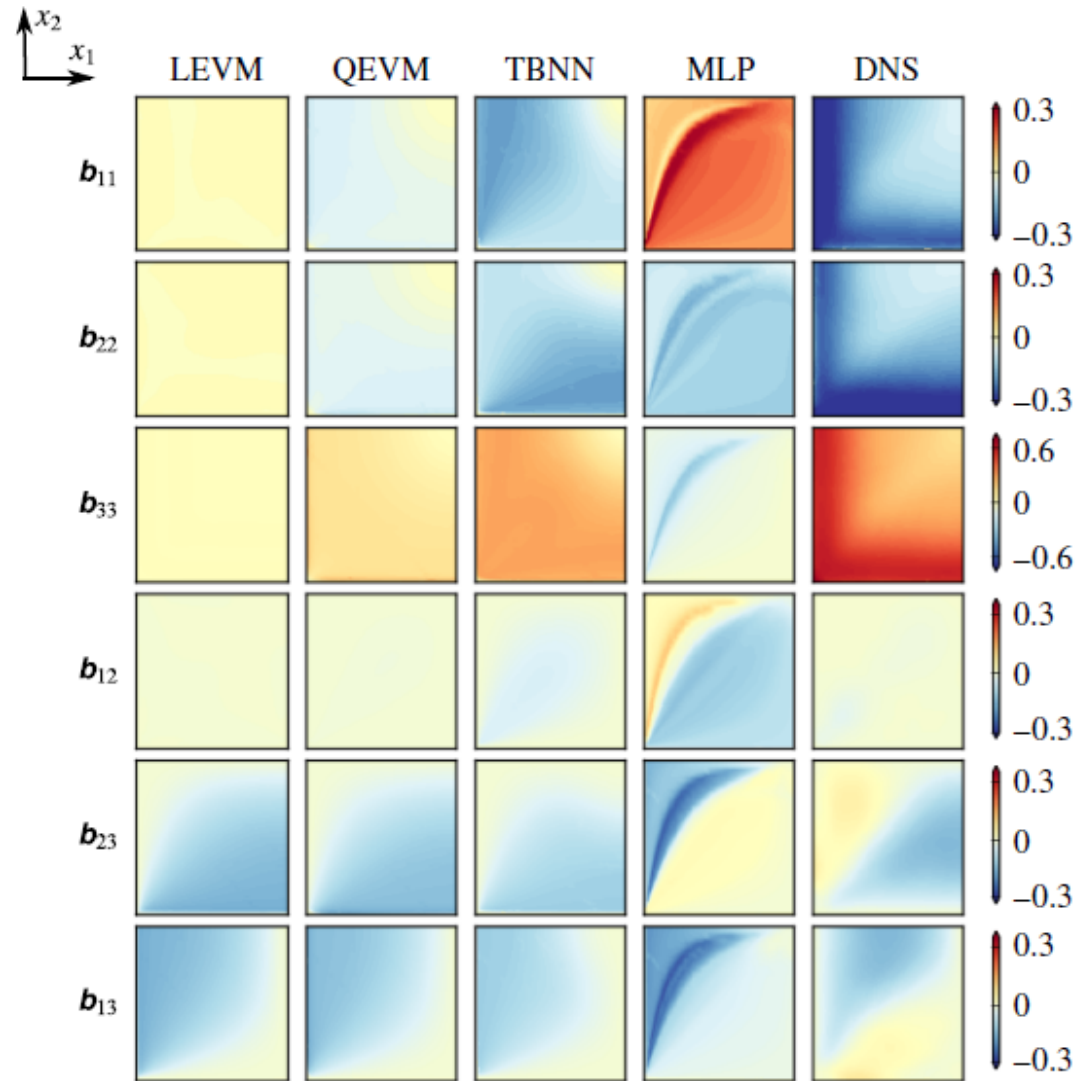 x₂
x₁
LEVM QEVM TBNN MLP DNS
b₁₁ 0.3
0
−0.3
b₂₂ 0.3
0
−0.3
b₃₃ 0.6
0
−0.6
b₁₂ 0.3
0
−0.3
b₂₃ 0.3
0
−0.3
b₁₃ 0.3
0
−0.3